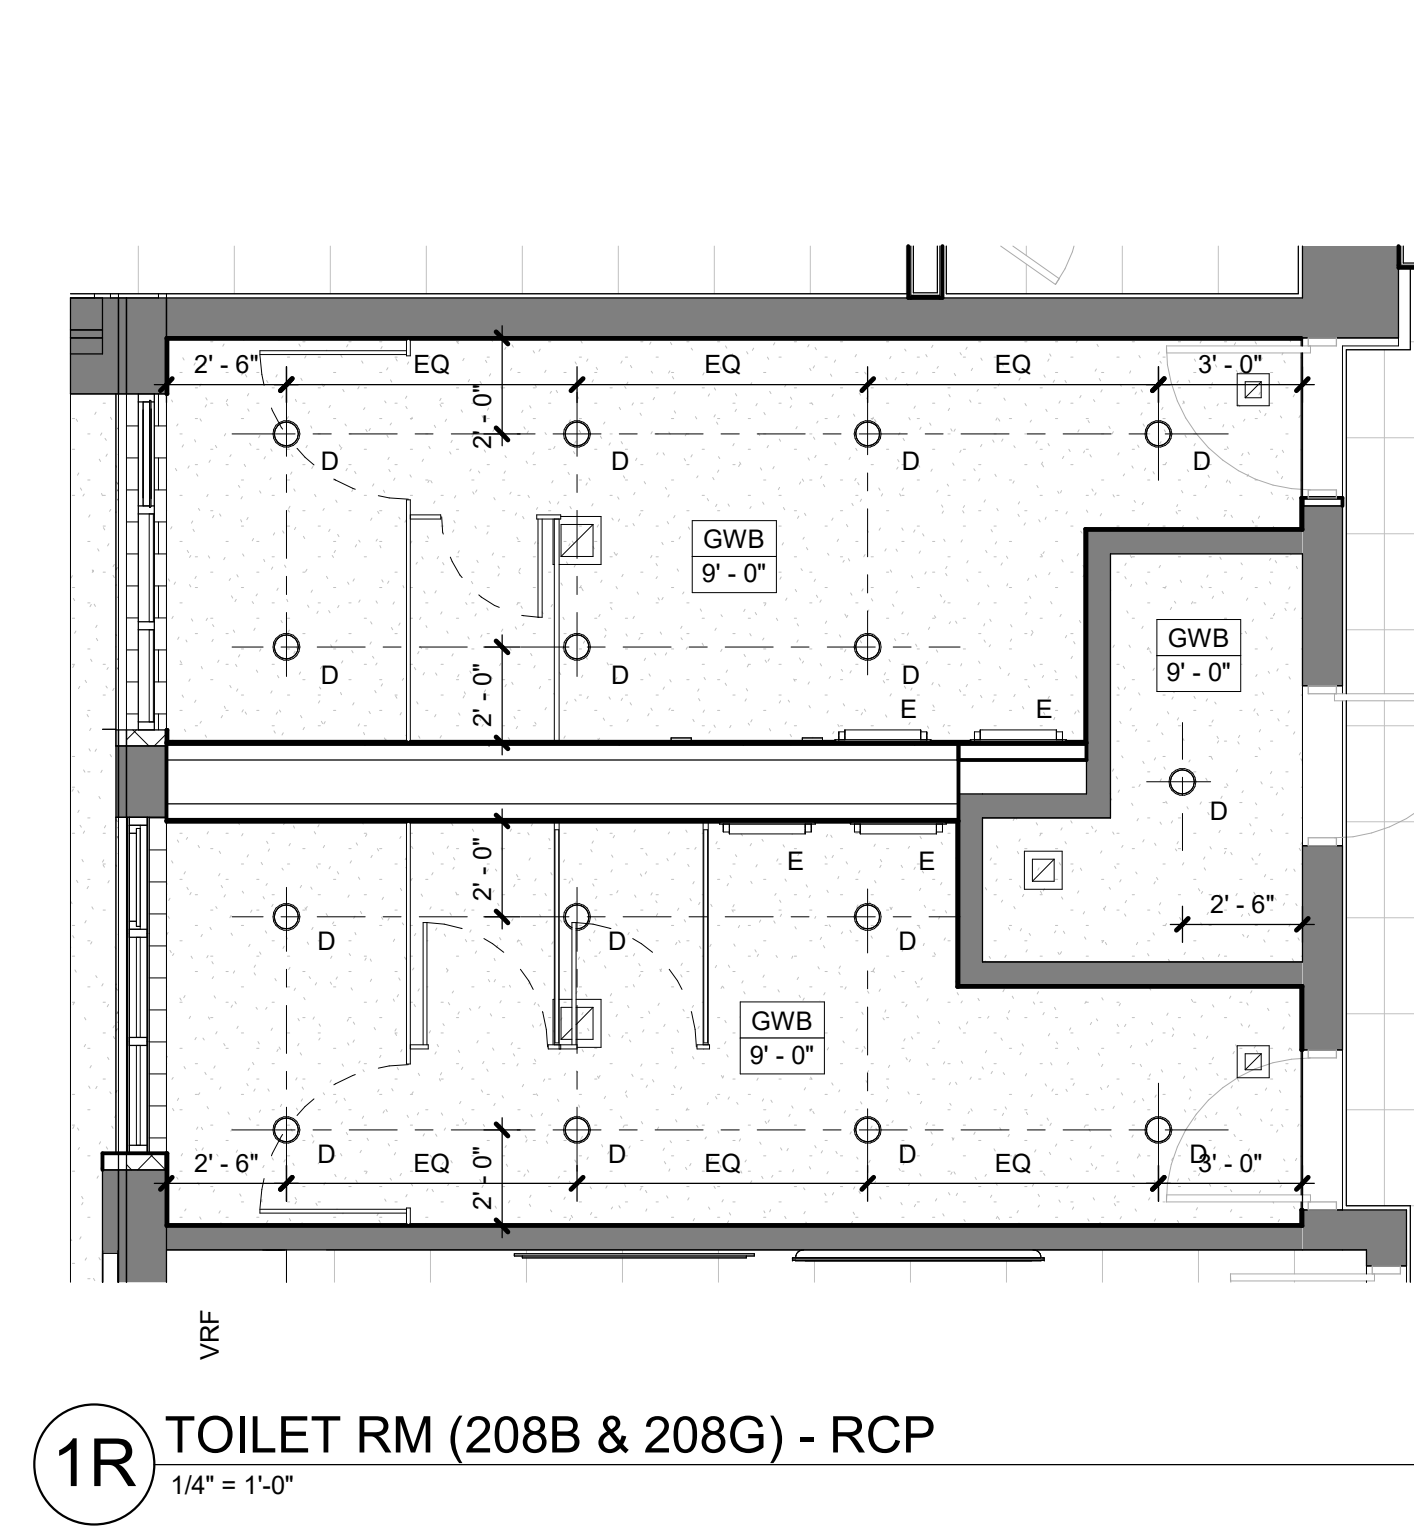 2' - 6" EQ EQ EQ 3' - 0"
2' - 0"
D D D D
GWB
9' - 0"
GWB
9' - 0"
D D D
2' - 0"
E E
D
2' - 0"
E E
2' - 6"
D D D
GWB
9' - 0"
D D D D
2' - 6" EQ EQ EQ 3' - 0"
2' - 0"
VRF
1R
TOILET RM (208B & 208G) - RCP
1/4" = 1'-0"